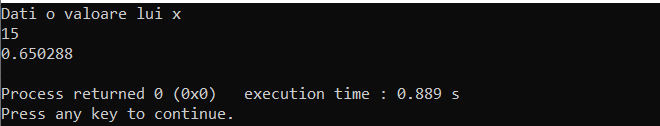 Dati o valoare lui x
15
0.650288
Process returned 0 (0x0)   execution time : 0.889 s
Press any key to continue.